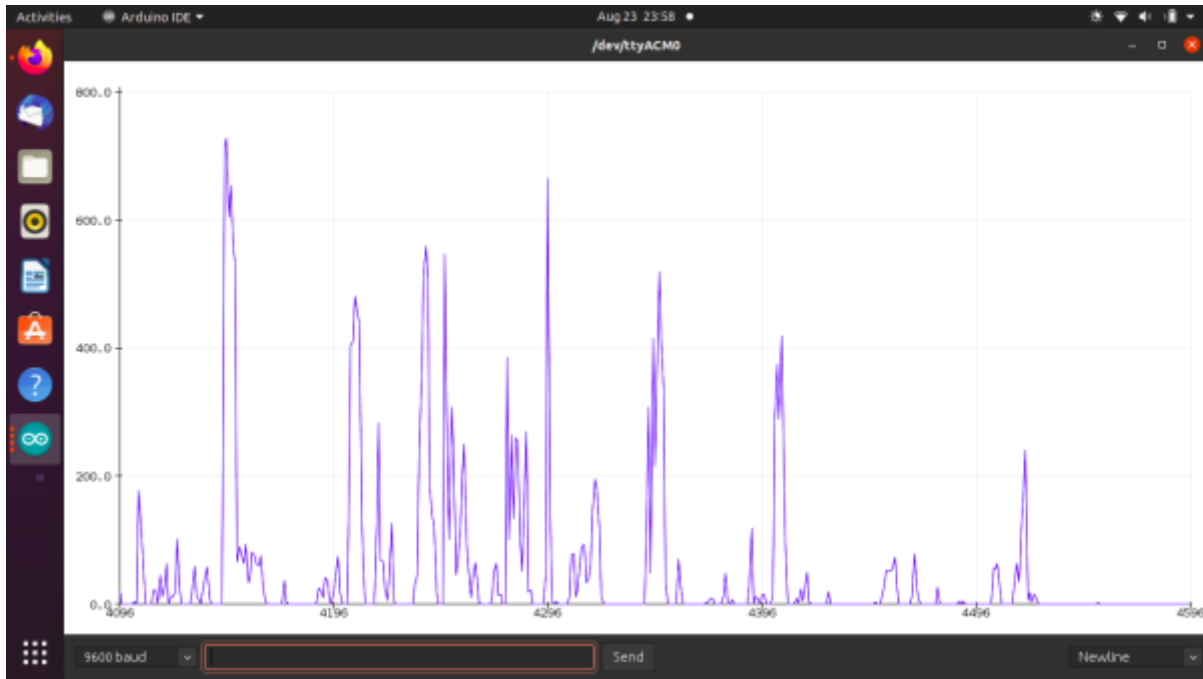 Activities Arduino IDE Aug 23 23:58
/dev/ttyACM0
800.0
600.0
400.0
200.0
0.0
4096 4196 4296 4396 4496 4596
9600 baud Send Newline